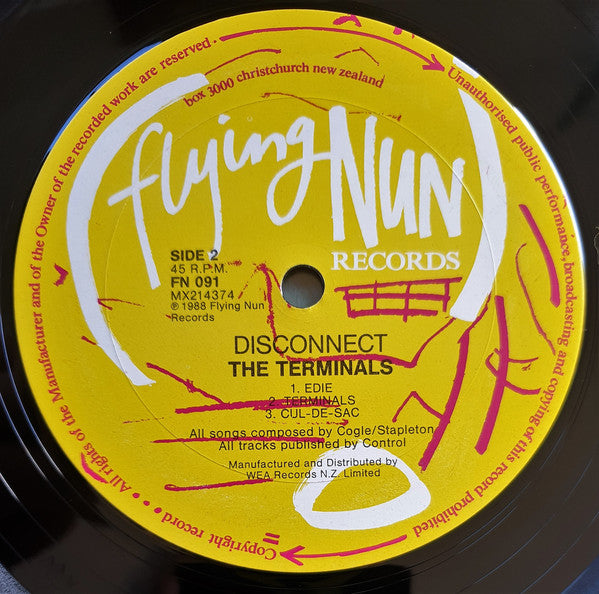 All rights of the Manufacturer and of the Owner of the recorded work are reserved.
Unauthorised public performance, broadcasting and copying of this record prohibited
Copyright record....
box 3000 christchurch new zealand
flying NUN
RECORDS
SIDE 2
45 R.P.M.
FN 091
MX214374
℗ 1988 Flying Nun
Records
DISCONNECT
THE TERMINALS
1. EDIE
2. TERMINALS
3. CUL-DE-SAC
All songs composed by Cogle/Stapleton
All tracks published by Control
Manufactured and Distributed by
WEA Records N.Z. Limited